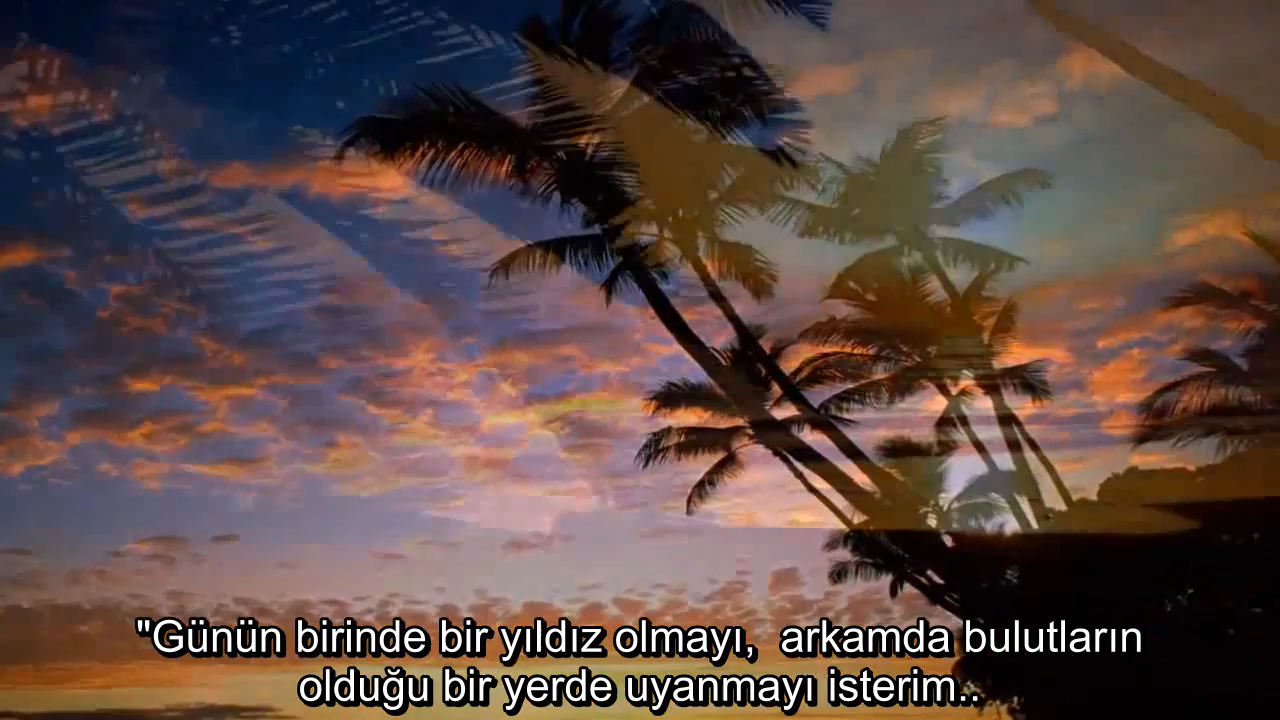 "Günün birinde bir yıldız olmayı,  arkamda bulutların
olduğu bir yerde uyanmayı isterim..